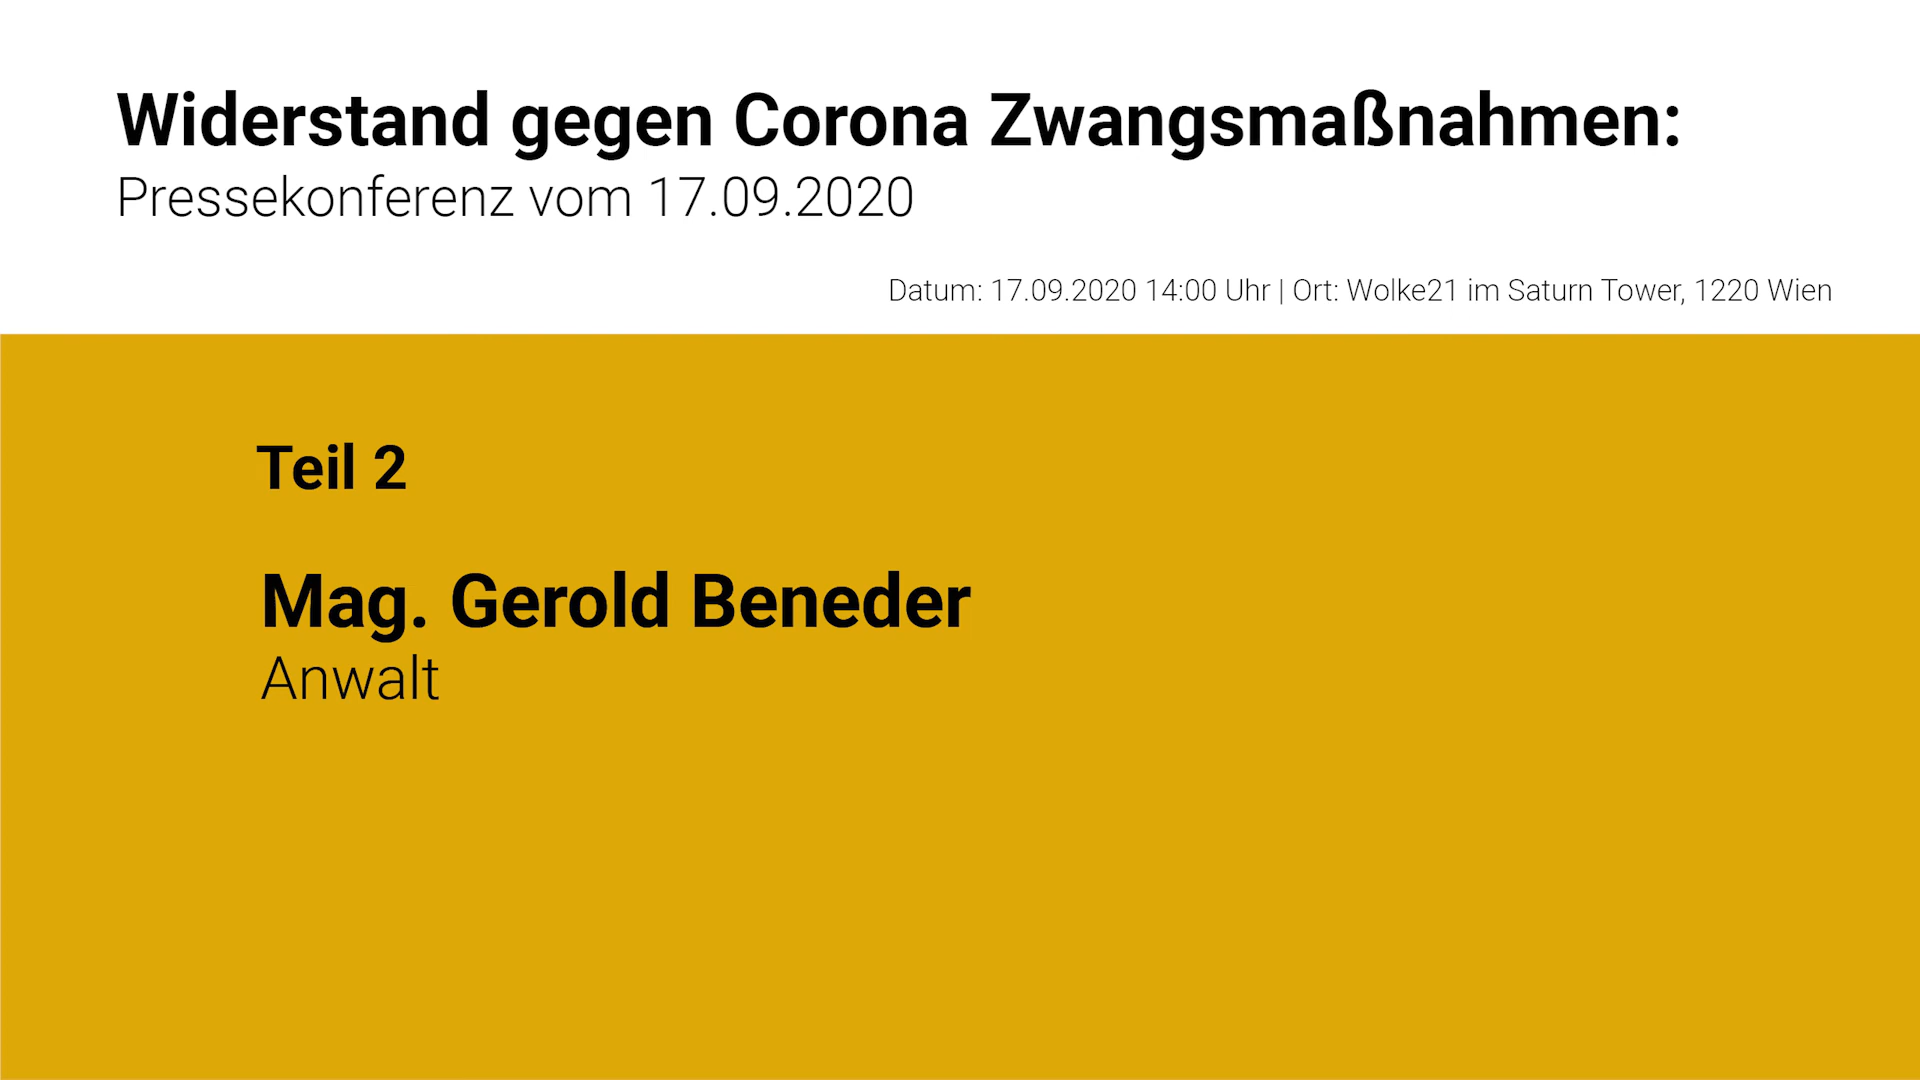 Widerstand gegen Corona Zwangsmaßnahmen:
Pressekonferenz vom 17.09.2020
Datum: 17.09.2020 14:00 Uhr | Ort: Wolke21 im Saturn Tower, 1220 Wien
Teil 2
Mag. Gerold Beneder
Anwalt